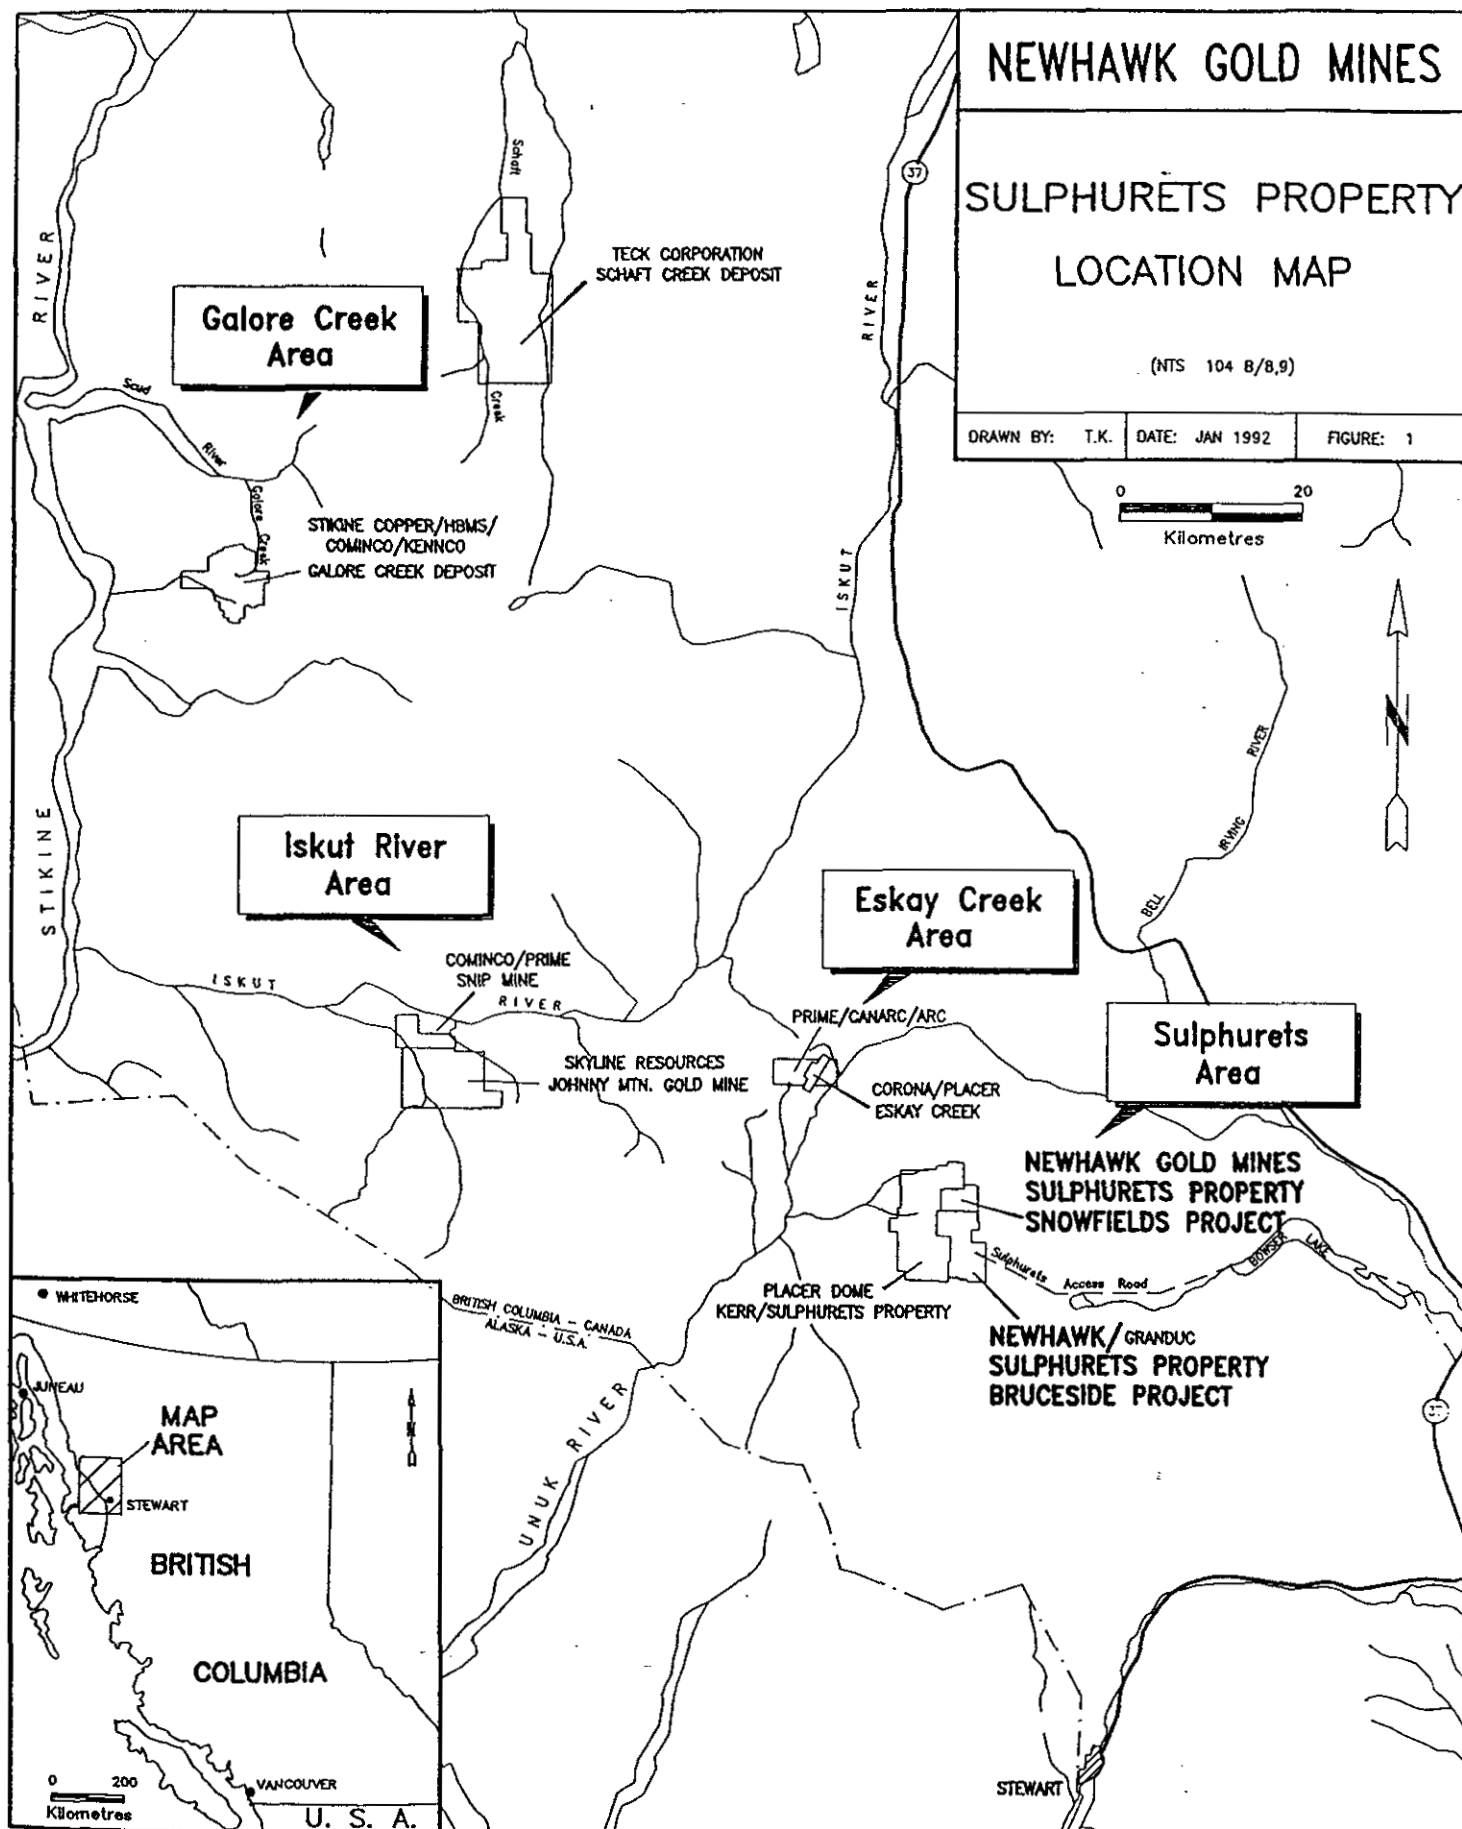 NEWHAWK GOLD MINES
SULPHURETS PROPERTY
LOCATION MAP
(NTS 104 B/8,9)
DRAWN BY: T.K.
DATE: JAN 1992
FIGURE: 1
0 20
Kilometres
37
RIVER
Schaft
Creek
TECK CORPORATION
SCHAFT CREEK DEPOSIT
Galore Creek
Area
RIVER
Scud
River
Galore
Creek
STIKINE COPPER/HBMS/
COMINCO/KENNCO
GALORE CREEK DEPOSIT
ISKUT
N
RIVER
IRVING
BELL
STIKINE
Iskut River
Area
Eskay Creek
Area
COMINCO/PRIME
SNIP MINE
ISKUT
RIVER
PRIME/CANARC/ARC
SKYLINE RESOURCES
JOHNNY MTN. GOLD MINE
CORONA/PLACER
ESKAY CREEK
Sulphurets
Area
NEWHAWK GOLD MINES
SULPHURETS PROPERTY
SNOWFIELDS PROJECT
Sulphurets
Access Road
BOWSER
LAKE
PLACER DOME
KERR/SULPHURETS PROPERTY
NEWHAWK/GRANDUC
SULPHURETS PROPERTY
BRUCESIDE PROJECT
37
BRITISH COLUMBIA - CANADA
ALASKA - U.S.A.
UNUK RIVER
STEWART
WHITEHORSE
JUNEAU
MAP
AREA
N
STEWART
BRITISH
COLUMBIA
0 200
Kilometres
VANCOUVER
U. S. A.